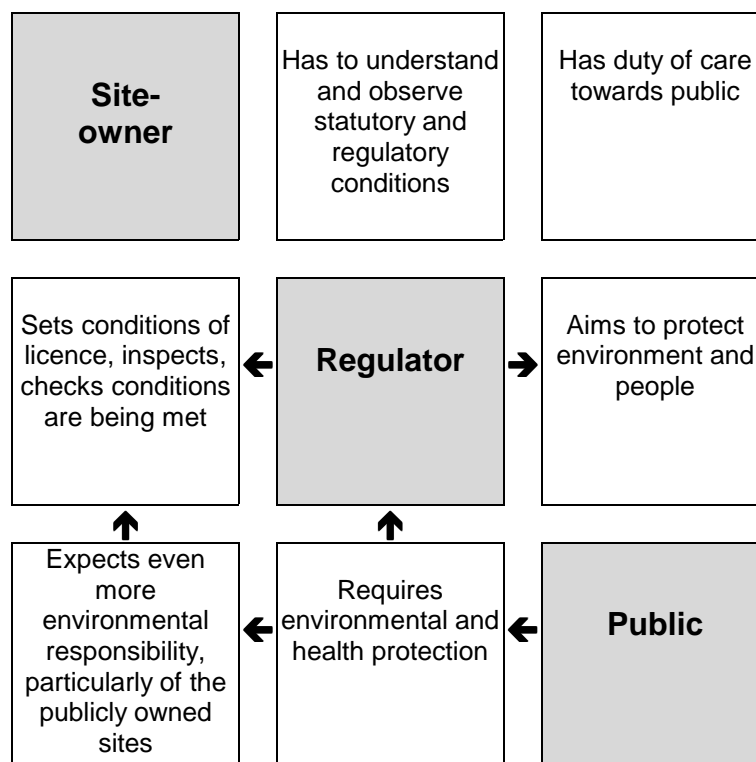 Site-
owner
Has to understand
and observe
statutory and
regulatory
conditions
Has duty of care
towards public
Sets conditions of
licence, inspects,
checks conditions
are being met
Regulator
Aims to protect
environment and
people
Expects even
more
environmental
responsibility,
particularly of the
publicly owned
sites
Requires
environmental and
health protection
Public